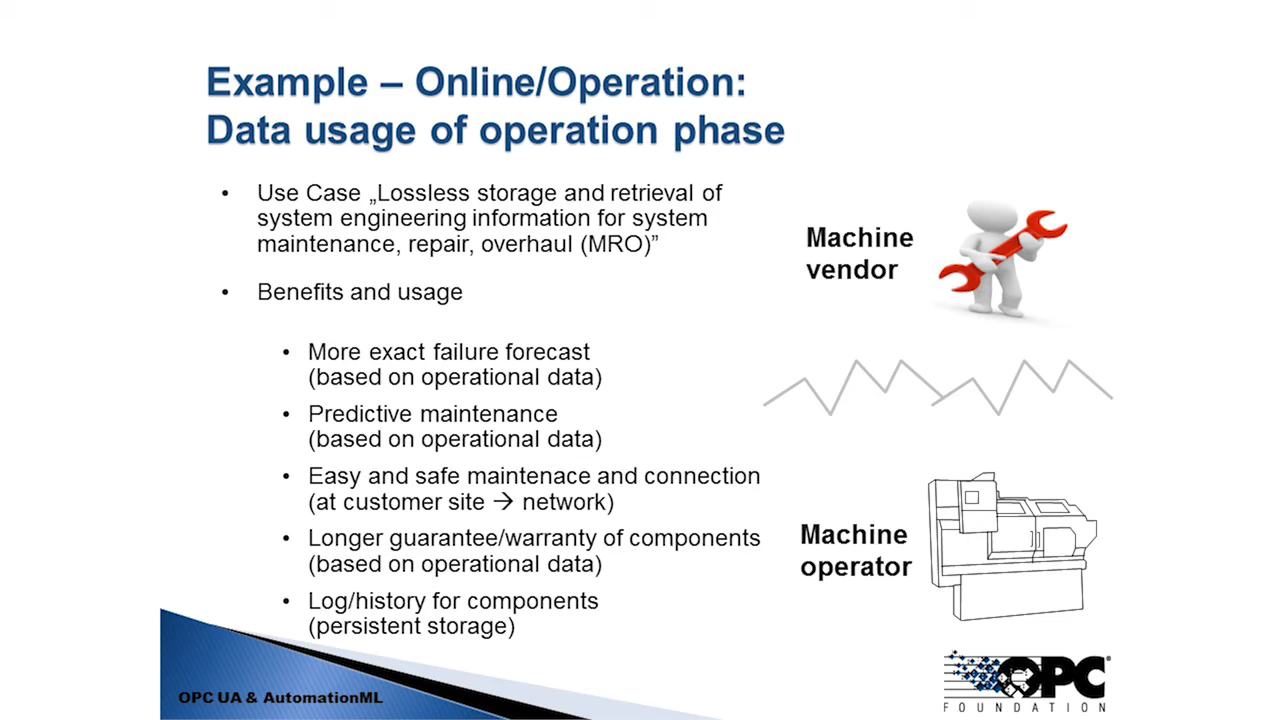 Example – Online/Operation:
Data usage of operation phase
• Use Case „Lossless storage and retrieval of
system engineering information for system
maintenance, repair, overhaul (MRO)”
• Benefits and usage
• More exact failure forecast
(based on operational data)
• Predictive maintenance
(based on operational data)
• Easy and safe maintenace and connection
(at customer site → network)
• Longer guarantee/warranty of components
(based on operational data)
• Log/history for components
(persistent storage)
Machine
vendor
Machine
operator
OPC UA & AutomationML
OPC®
FOUNDATION